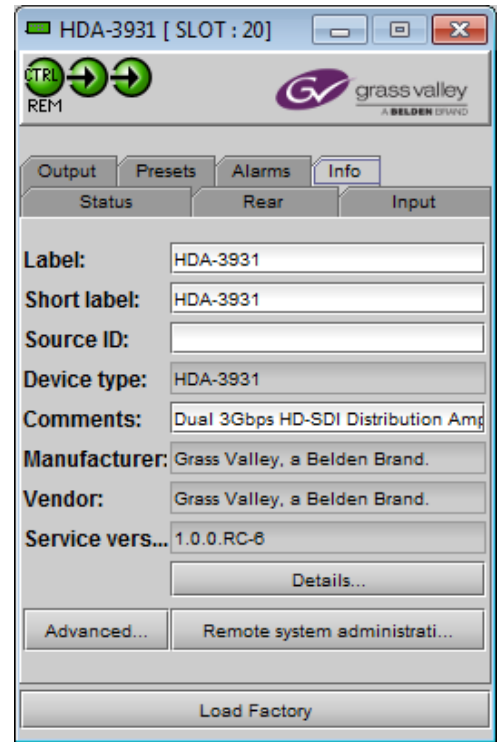 HDA-3931 [ SLOT : 20]
CTRL
REM
grass valley
A BELDEN BRAND
Output Presets Alarms Info
Status Rear Input
Label: HDA-3931
Short label: HDA-3931
Source ID:
Device type: HDA-3931
Comments: Dual 3Gbps HD-SDI Distribution Amp
Manufacturer: Grass Valley, a Belden Brand.
Vendor: Grass Valley, a Belden Brand.
Service vers... 1.0.0.RC-6
Details...
Advanced... Remote system administrati...
Load Factory